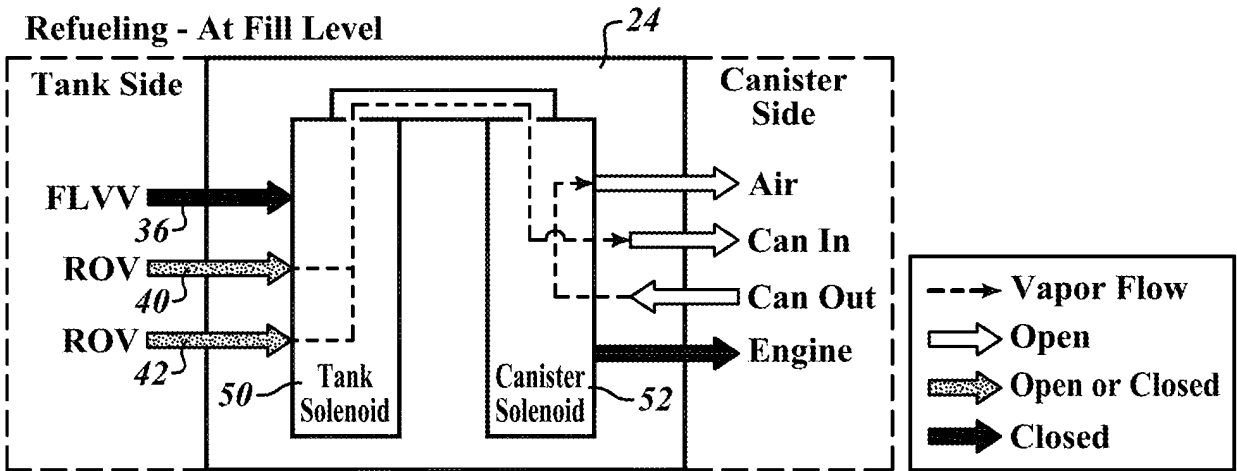 Refueling - At Fill Level
24
Tank Side
Canister
Side
FLVV
36
ROV
40
ROV
42
50
Tank
Solenoid
Canister
Solenoid
52
Air
Can In
Can Out
Engine
Vapor Flow
Open
Open or Closed
Closed